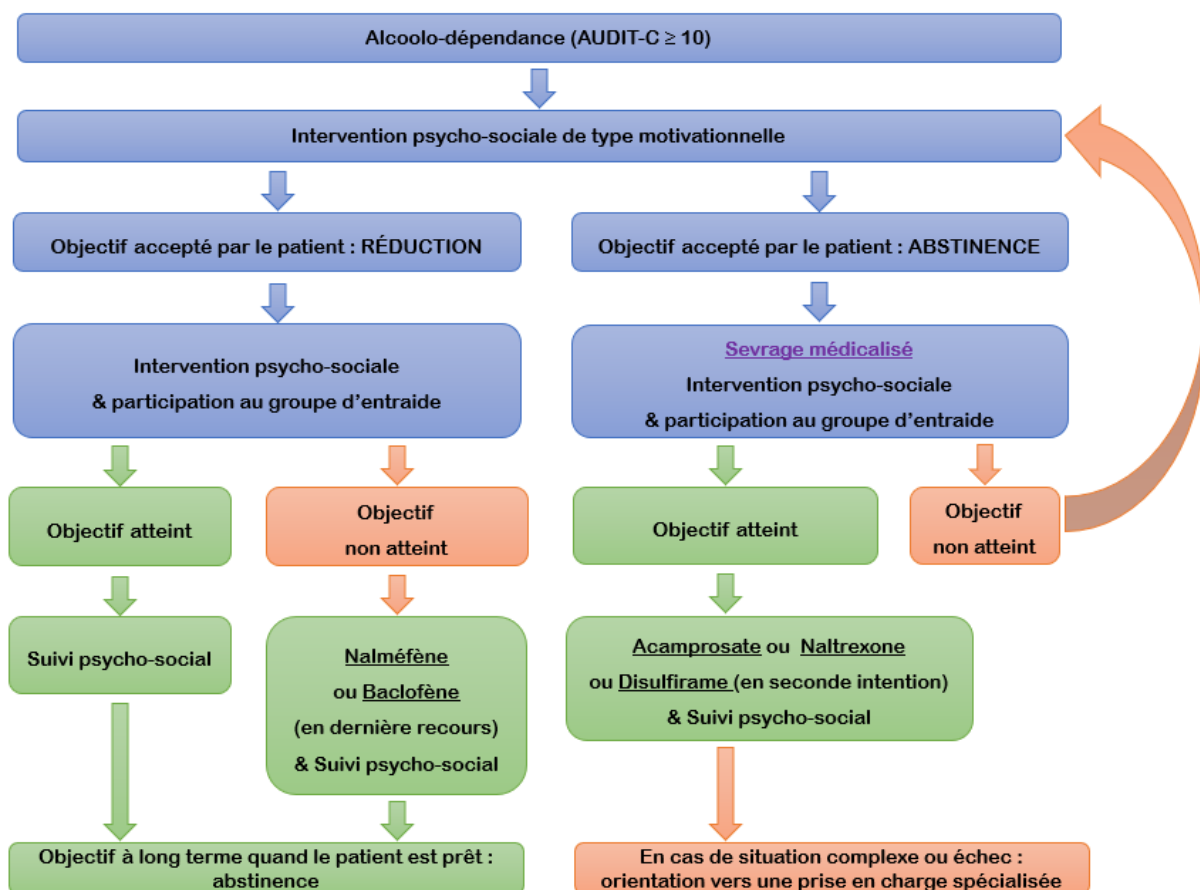 Alcoolo-dépendance (AUDIT-C ≥ 10)
Intervention psycho-sociale de type motivationnelle
Objectif accepté par le patient : RÉDUCTION
Objectif accepté par le patient : ABSTINENCE
Intervention psycho-sociale
& participation au groupe d'entraide
Sevrage médicalisé
Intervention psycho-sociale
& participation au groupe d'entraide
Objectif atteint
Objectif
non atteint
Objectif atteint
Objectif
non atteint
Suivi psycho-social
Nalméfène
ou Baclofène
(en dernière recours)
& Suivi psycho-social
Acamprosate ou Naltrexone
ou Disulfirame (en seconde intention)
& Suivi psycho-social
Objectif à long terme quand le patient est prêt :
abstinence
En cas de situation complexe ou échec :
orientation vers une prise en charge spécialisée